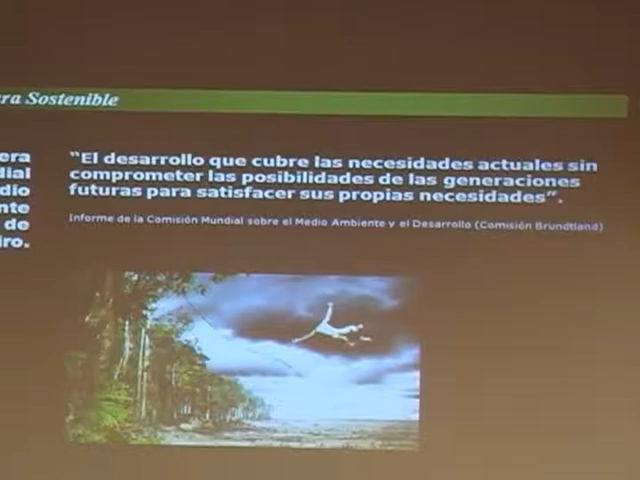 ra Sostenible
era
dial
dio
nte
de
iro.
"El desarrollo que cubre las necesidades actuales sin
comprometer las posibilidades de las generaciones
futuras para satisfacer sus propias necesidades".
Informe de la Comisión Mundial sobre el Medio Ambiente y el Desarrollo (Comisión Brundtland)